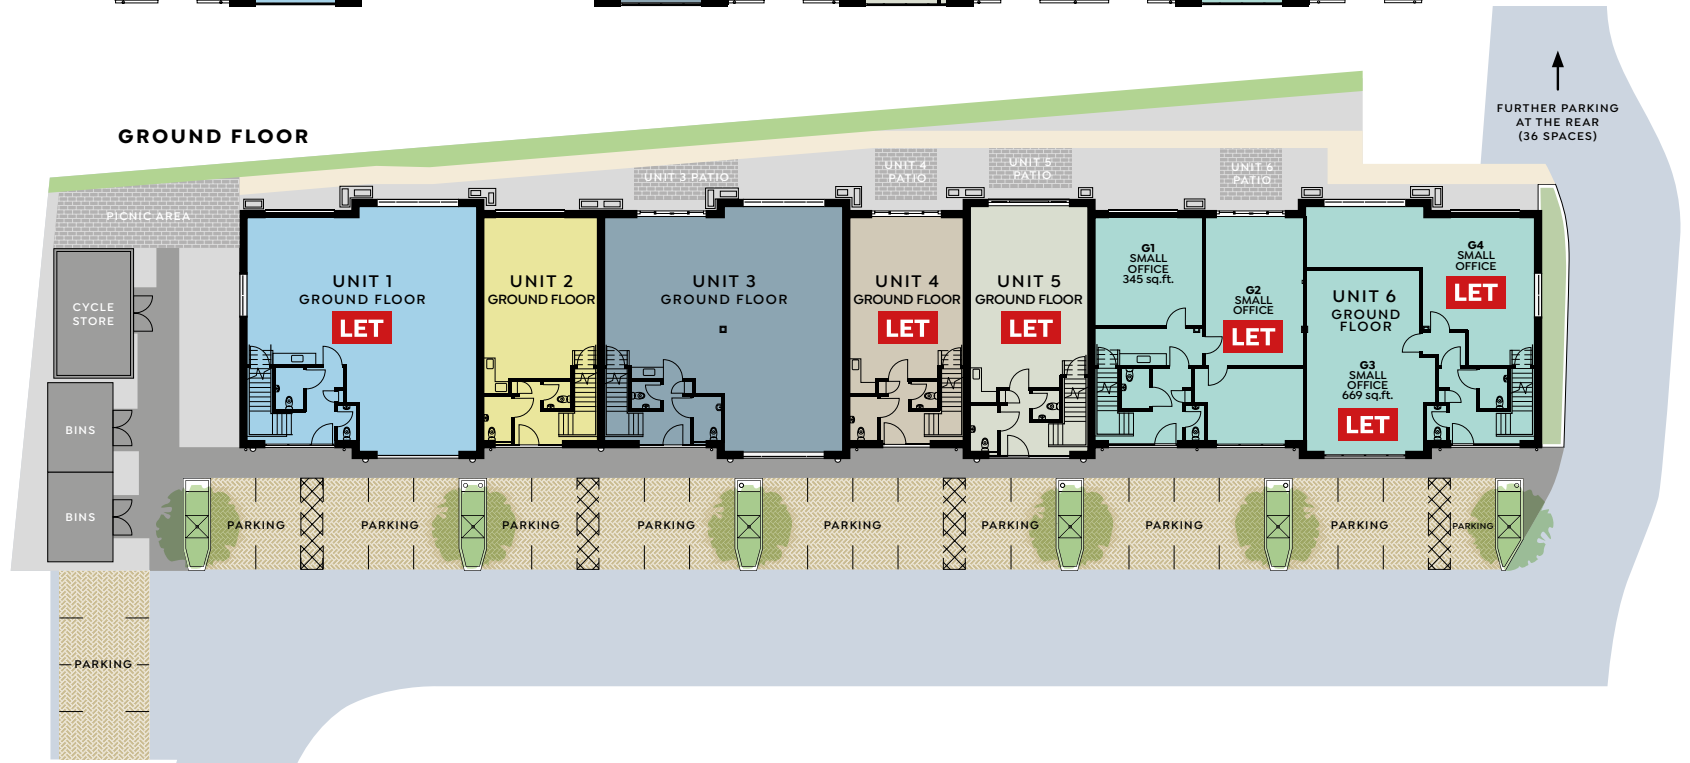 FURTHER PARKING
AT THE REAR
(36 SPACES)
GROUND FLOOR
PICNIC AREA
UNIT 3 PATIO
UNIT 4
PATIO
UNIT 5
PATIO
UNIT 6
PATIO
CYCLE
STORE
BINS
BINS
UNIT 1
GROUND FLOOR
LET
UNIT 2
GROUND FLOOR
UNIT 3
GROUND FLOOR
UNIT 4
GROUND FLOOR
LET
UNIT 5
GROUND FLOOR
LET
G1
SMALL
OFFICE
345 sq.ft.
G2
SMALL
OFFICE
LET
UNIT 6
GROUND
FLOOR
G3
SMALL
OFFICE
669 sq.ft.
LET
G4
SMALL
OFFICE
LET
PARKING
PARKING
PARKING
PARKING
PARKING
PARKING
PARKING
PARKING
PARKING
PARKING